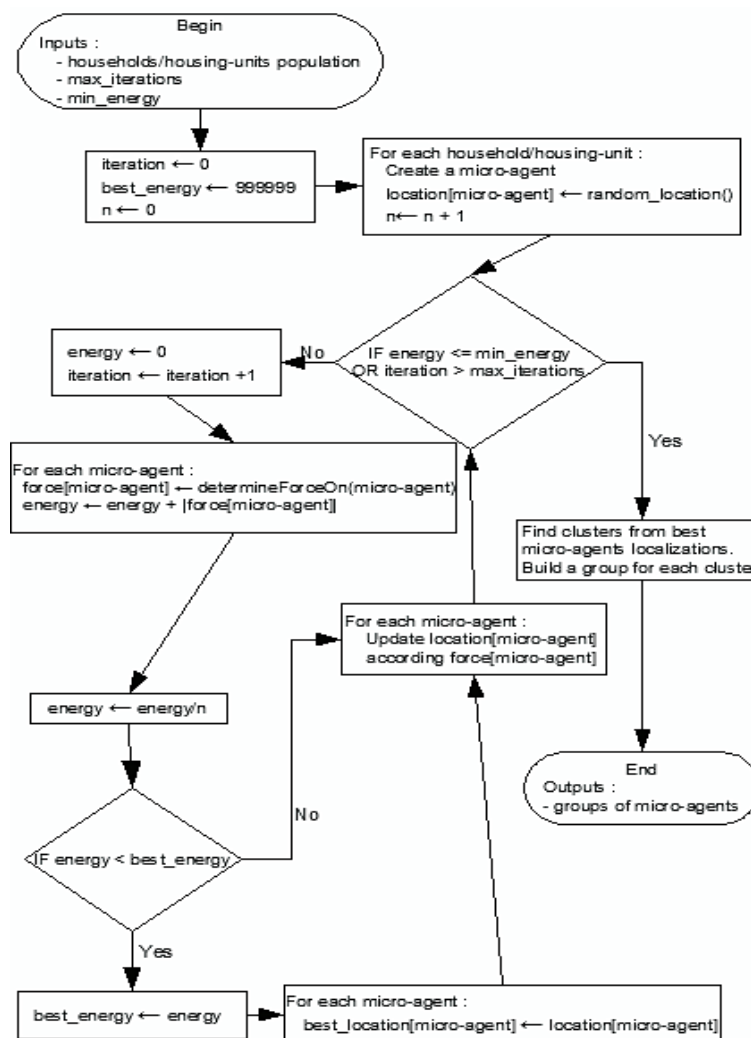 Begin
Inputs :
- households/housing-units population
- max_iterations
- min_energy
iteration ← 0
best_energy ← 999999
n ← 0
For each household/housing-unit :
Create a micro-agent
location[micro-agent] ← random_location()
n← n + 1
IF energy <= min_energy
OR iteration > max_iterations
No
energy ← 0
iteration ← iteration +1
Yes
For each micro-agent :
force[micro-agent] ← determineForceOn(micro-agent)
energy ← energy + |force[micro-agent]|
Find clusters from best
micro-agents localizations.
Build a group for each cluste
For each micro-agent :
Update location[micro-agent]
according force[micro-agent]
energy ← energy/n
End
Outputs :
- groups of micro-agents
No
IF energy < best_energy
Yes
best_energy ← energy
For each micro-agent :
best_location[micro-agent] ← location[micro-agent]